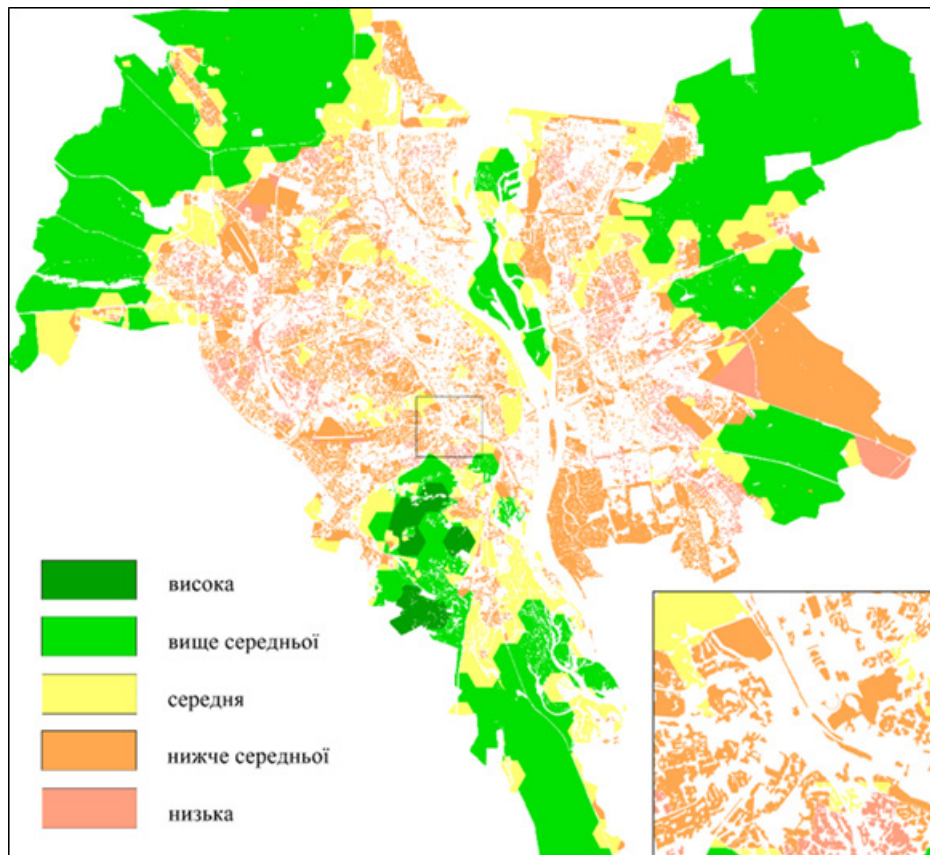 висока
вище середньої
середня
нижче середньої
низька